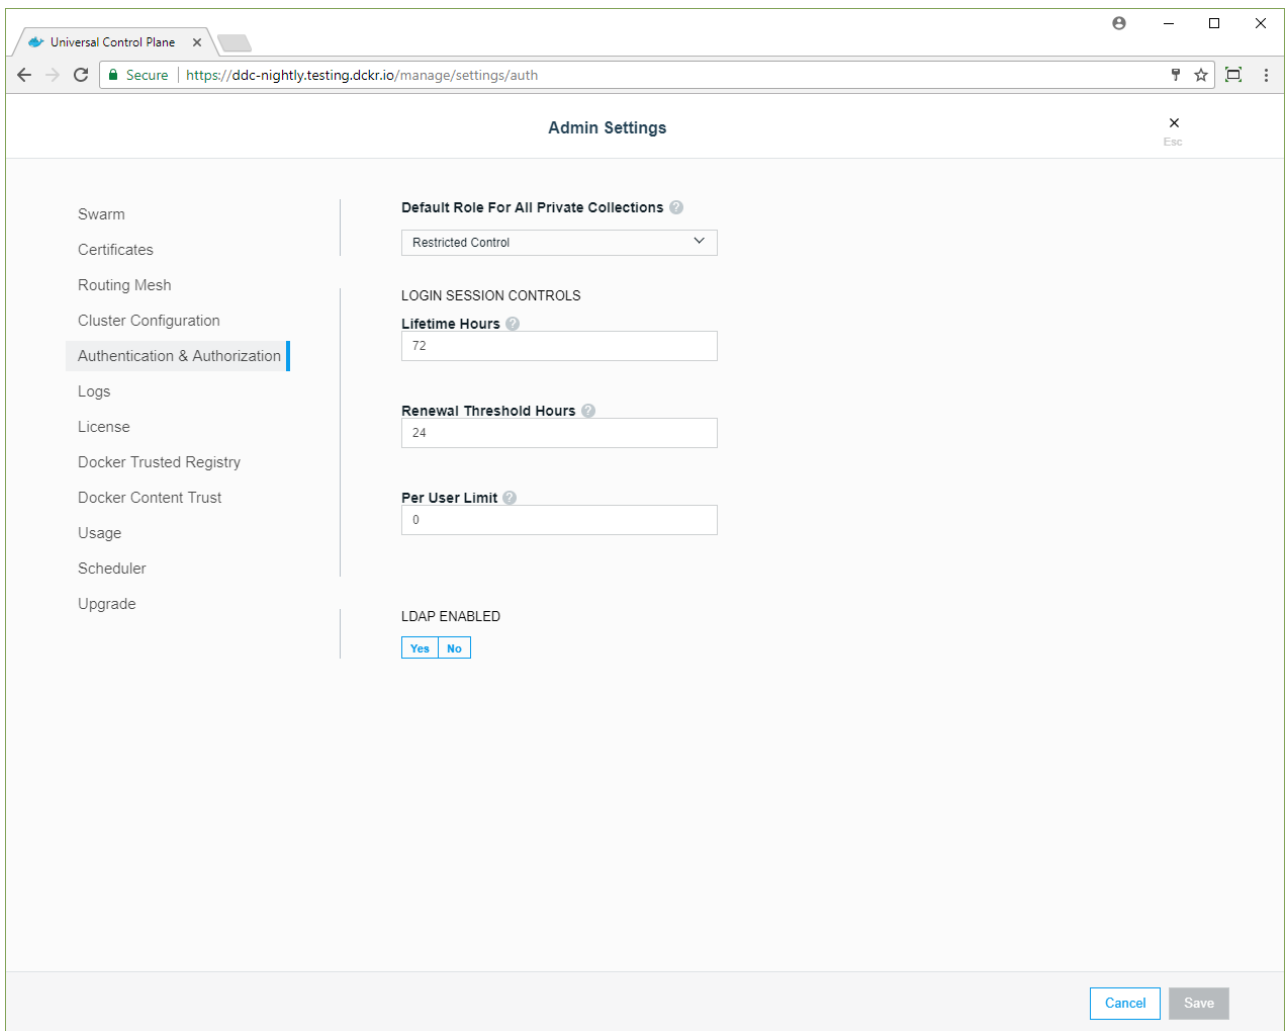 Universal Control Plane
Secure https://ddc-nightly.testing.dckr.io/manage/settings/auth
Admin Settings
Esc
Swarm
Certificates
Routing Mesh
Cluster Configuration
Authentication & Authorization
Logs
License
Docker Trusted Registry
Docker Content Trust
Usage
Scheduler
Upgrade
Default Role For All Private Collections ?
Restricted Control
LOGIN SESSION CONTROLS
Lifetime Hours ?
72
Renewal Threshold Hours ?
24
Per User Limit ?
0
LDAP ENABLED
Yes No
Cancel Save